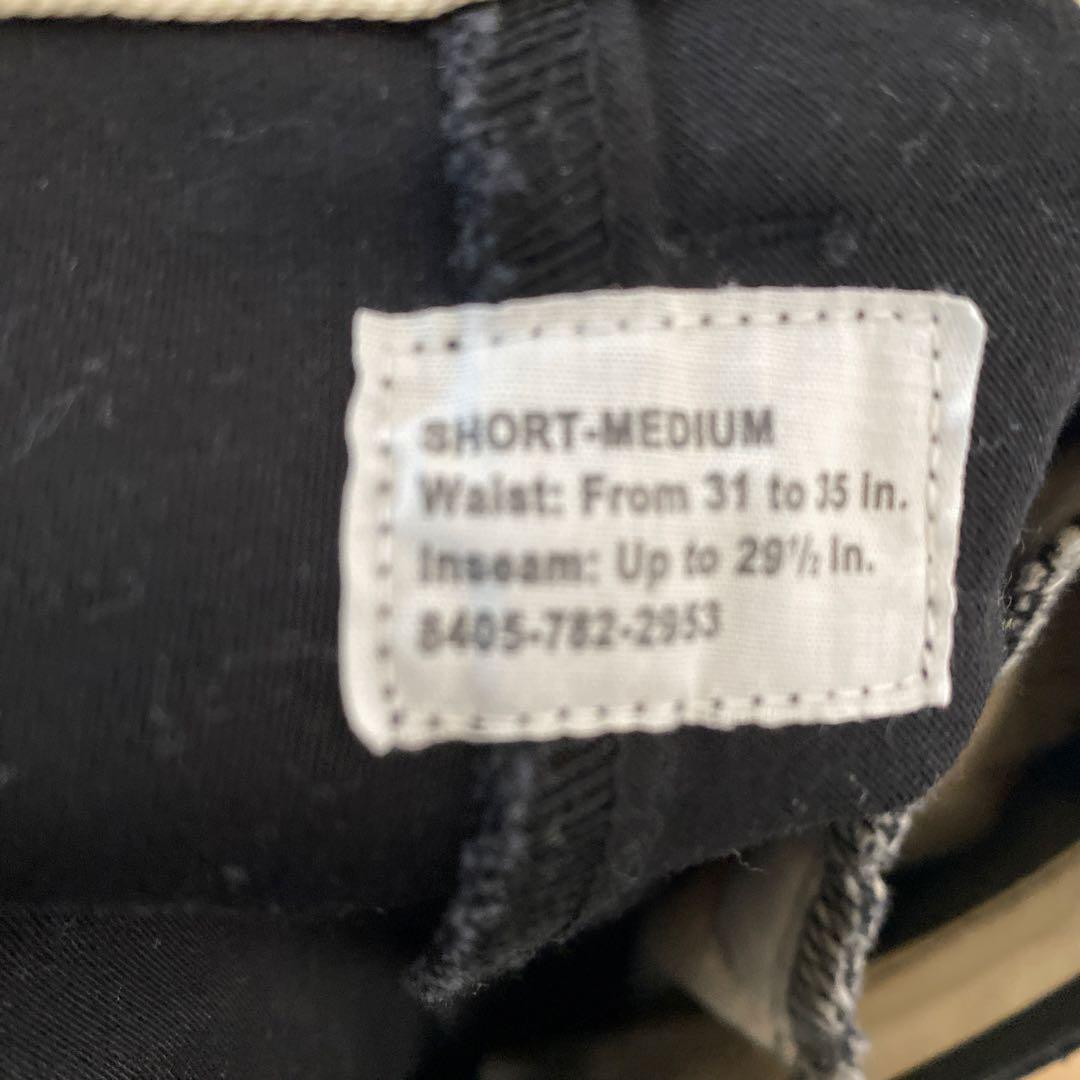 SHORT-MEDIUM
Waist: From 31 to 35 In.
Inseam: Up to 29½ In.
8405-782-2953